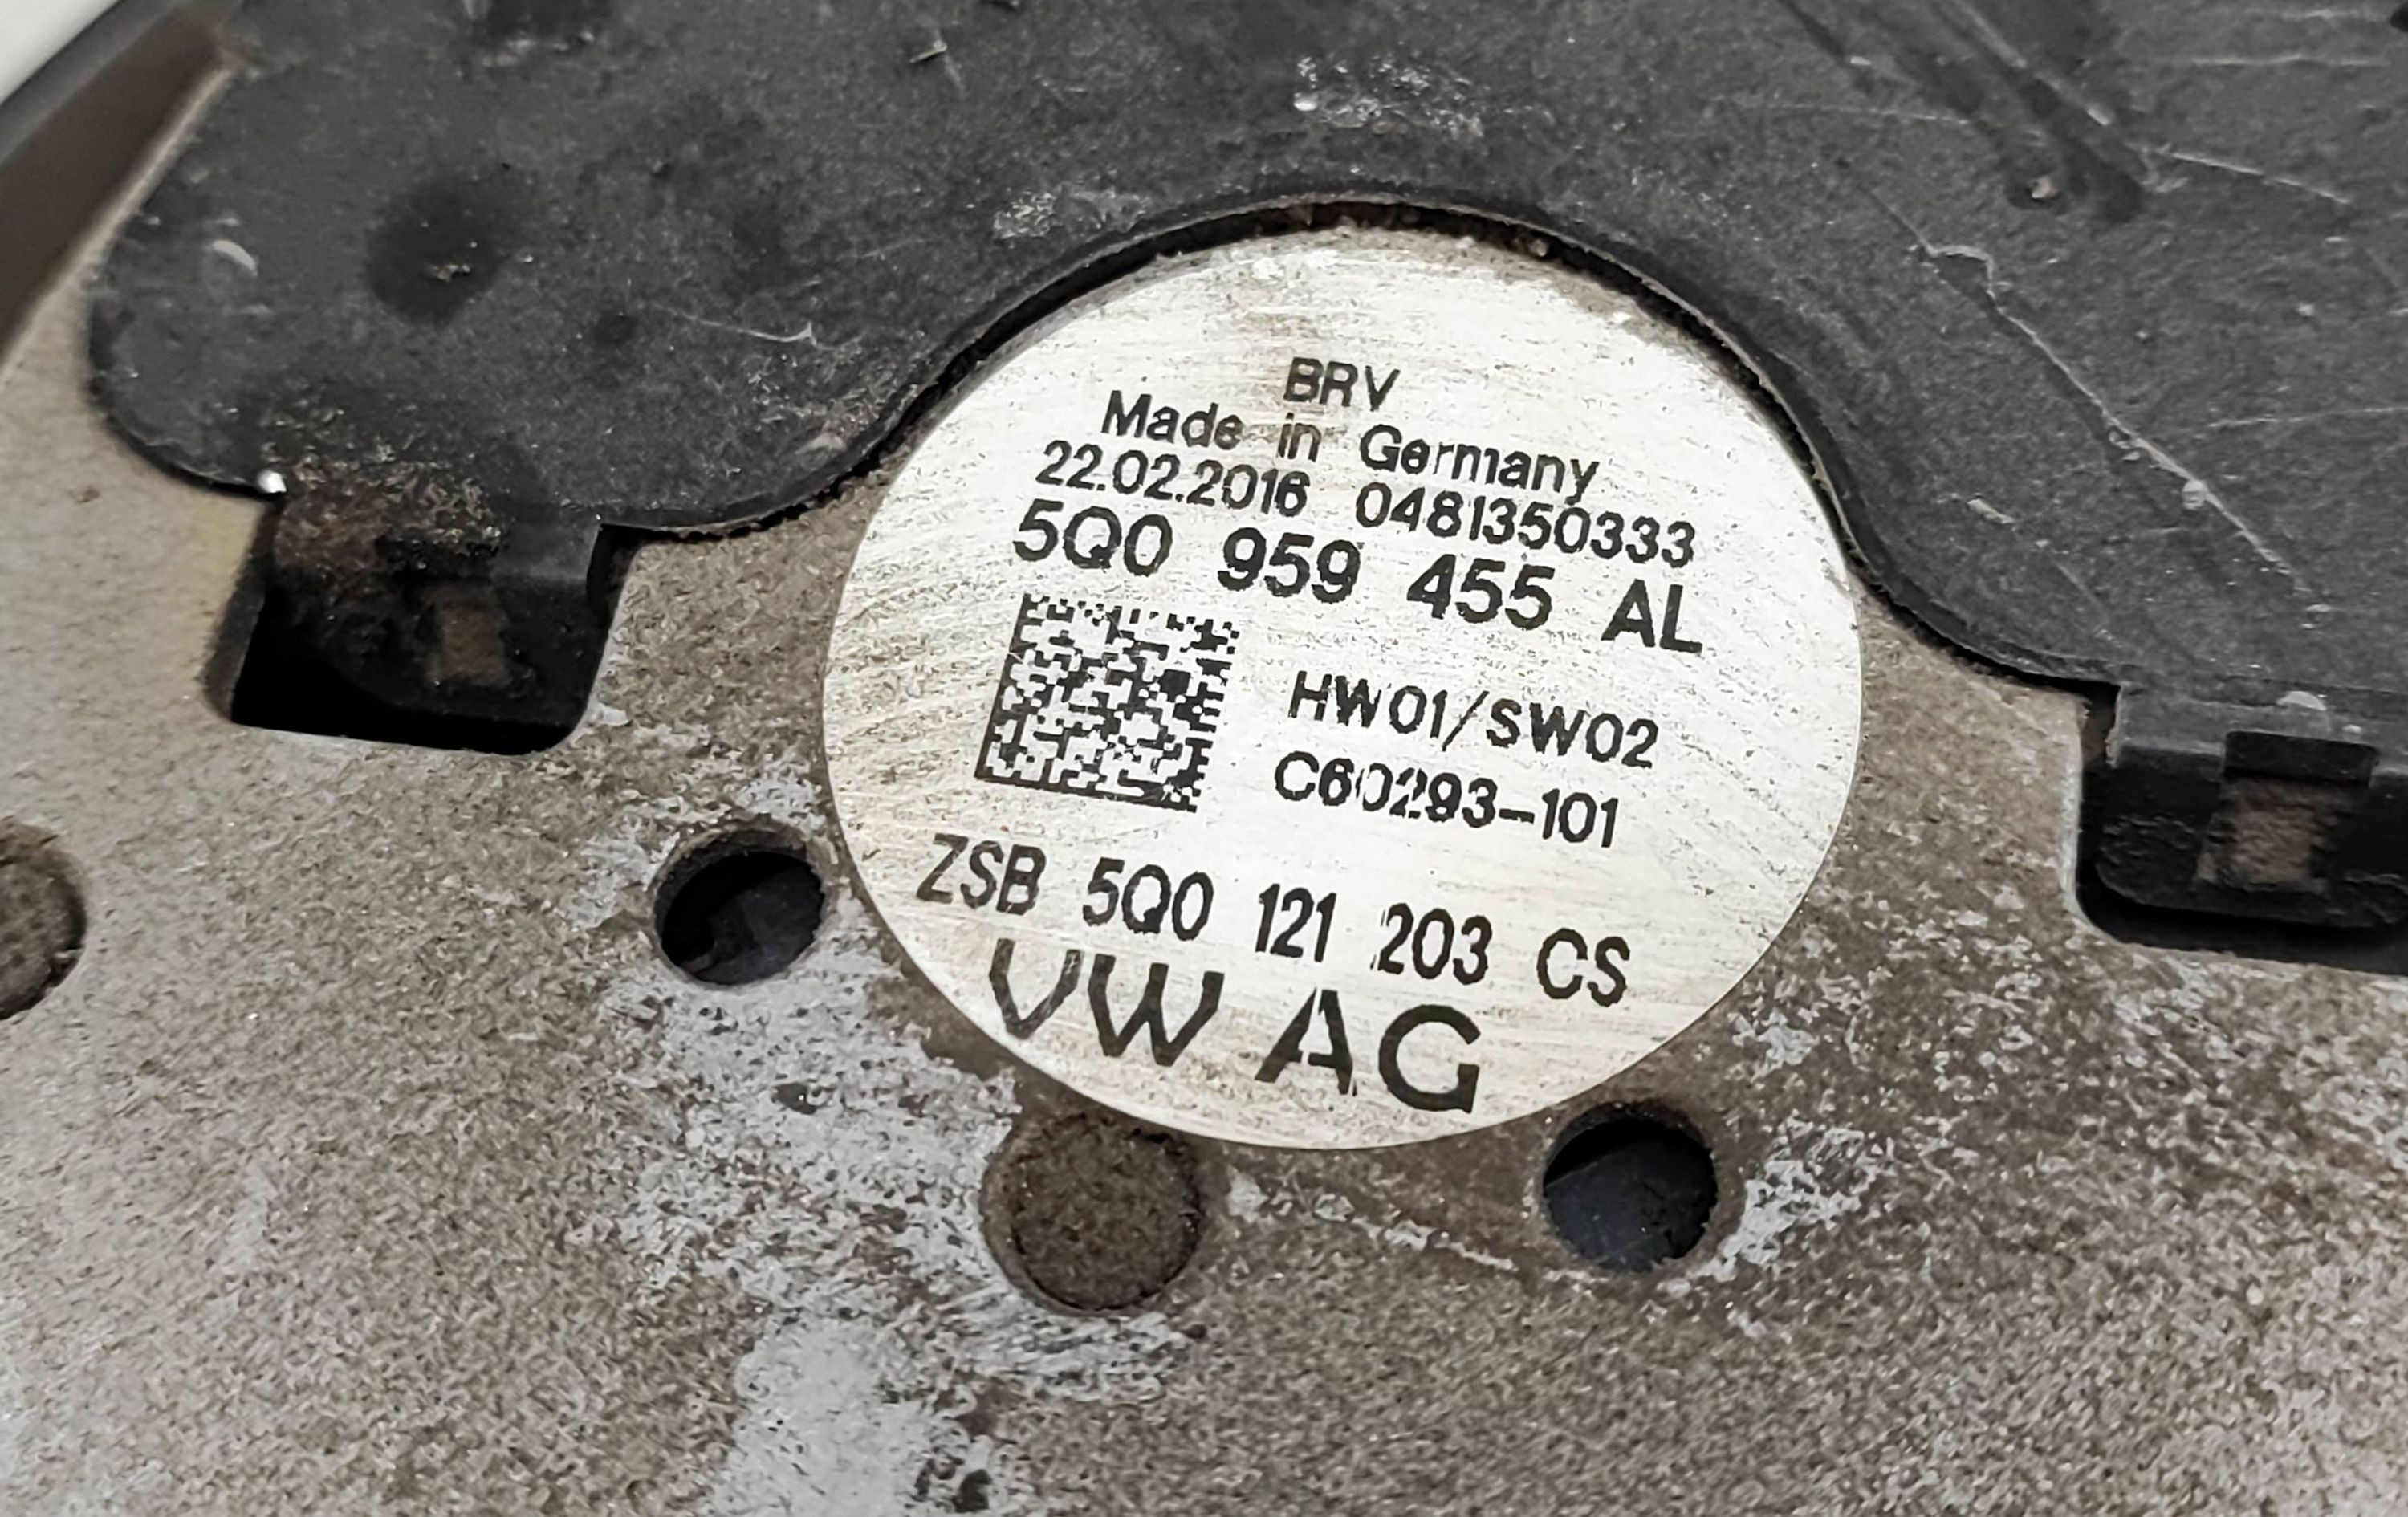 BRV
Made in Germany
22.02.2016 0481350333
5Q0 959 455 AL
HW01/SW02
C60293-101
ZSB 5Q0 121 203 CS
VW AG